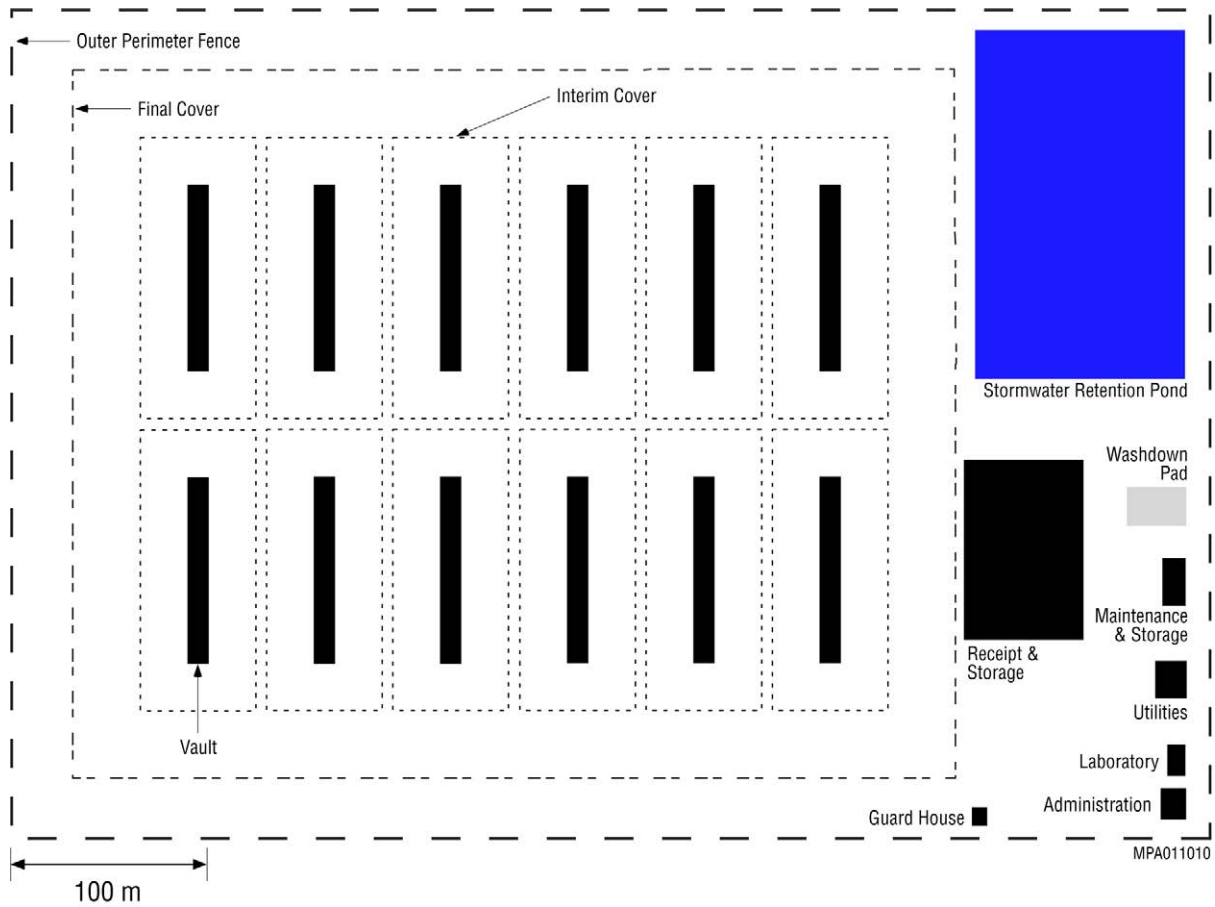 Outer Perimeter Fence
Interim Cover
Final Cover
Stormwater Retention Pond
Washdown
Pad
Maintenance
& Storage
Receipt &
Storage
Utilities
Vault
Laboratory
Administration
Guard House
MPA011010
100 m